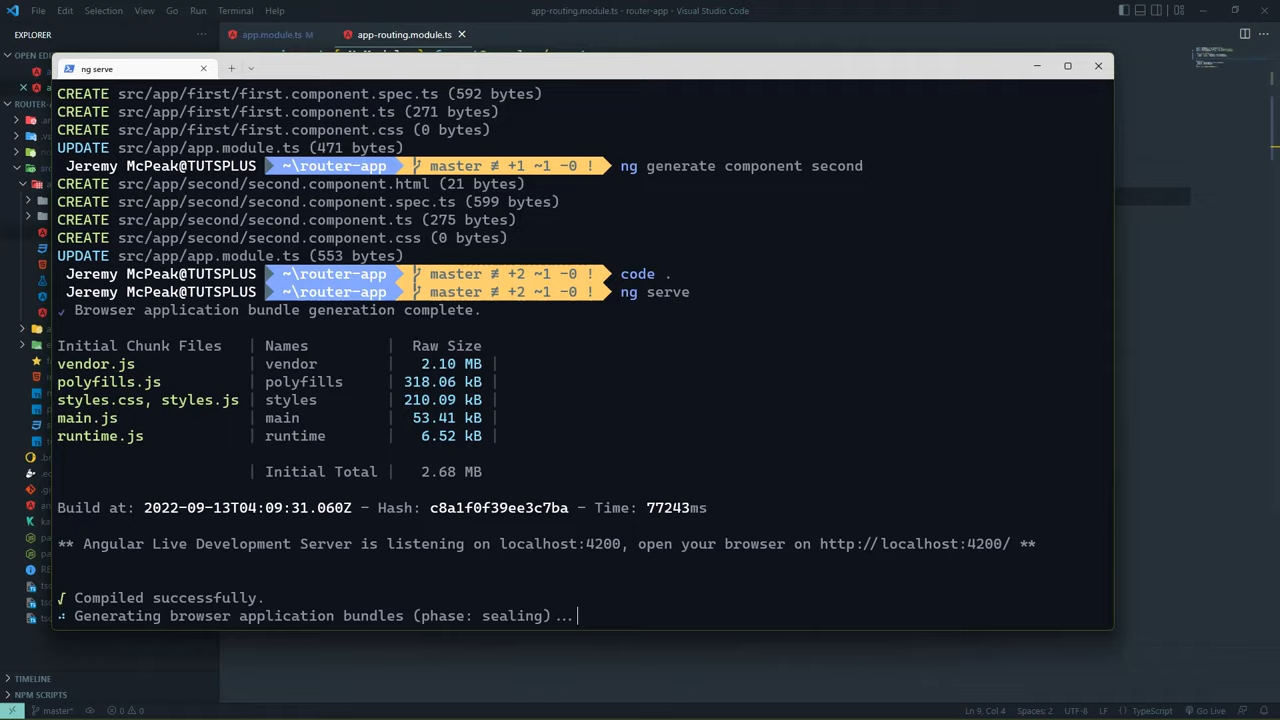 File Edit Selection View Go Run Terminal Help
app-routing.module.ts - router-app - Visual Studio Code
EXPLORER
app.module.ts M
app-routing.module.ts
OPEN EDI
ROUTER-A
ng serve
CREATE src/app/first/first.component.spec.ts (592 bytes)
CREATE src/app/first/first.component.ts (271 bytes)
CREATE src/app/first/first.component.css (0 bytes)
UPDATE src/app/app.module.ts (471 bytes)
Jeremy McPeak@TUTSPLUS ~\router-app master ≢ +1 ~1 -0 ! ng generate component second
CREATE src/app/second/second.component.html (21 bytes)
CREATE src/app/second/second.component.spec.ts (599 bytes)
CREATE src/app/second/second.component.ts (275 bytes)
CREATE src/app/second/second.component.css (0 bytes)
UPDATE src/app/app.module.ts (553 bytes)
Jeremy McPeak@TUTSPLUS ~\router-app master ≢ +2 ~1 -0 ! code .
Jeremy McPeak@TUTSPLUS ~\router-app master ≢ +2 ~1 -0 ! ng serve
✓ Browser application bundle generation complete.
Initial Chunk Files | Names | Raw Size
vendor.js | vendor | 2.10 MB |
polyfills.js | polyfills | 318.06 kB |
styles.css, styles.js | styles | 210.09 kB |
main.js | main | 53.41 kB |
runtime.js | runtime | 6.52 kB |
| Initial Total | 2.68 MB
Build at: 2022-09-13T04:09:31.060Z - Hash: c8a1f0f39ee3c7ba - Time: 77243ms
** Angular Live Development Server is listening on localhost:4200, open your browser on http://localhost:4200/ **
√ Compiled successfully.
Generating browser application bundles (phase: sealing)...
TIMELINE
NPM SCRIPTS
master* 0 0
Ln 9, Col 4 Spaces: 2 UTF-8 LF {} TypeScript Go Live